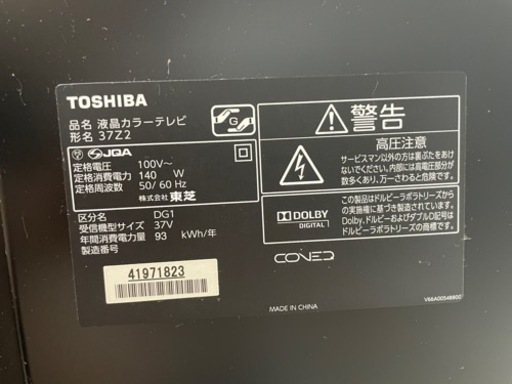 TOSHIBA
品名 液晶カラーテレビ
形名 37Z2
G
JQA
定格電圧 100V~
定格消費電力 140 W
定格周波数 50/60 Hz
株式会社 東芝
区分名 DG1
受信機型サイズ 37V
年間消費電力量 93 kWh/年
製造番号
41971823
警告
高圧注意
サービスマン以外の方は裏ぶたをあけないでください。内部には高電圧部分が数多くあり、万一さわると危険です。
DOLBY
DIGITAL
この製品はドルビーラボラトリーズからの実施権に基づき製造されています。Dolby、ドルビーおよびダブルD記号はドルビーラボラトリーズの商標です。
CONEQ
MADE IN CHINA